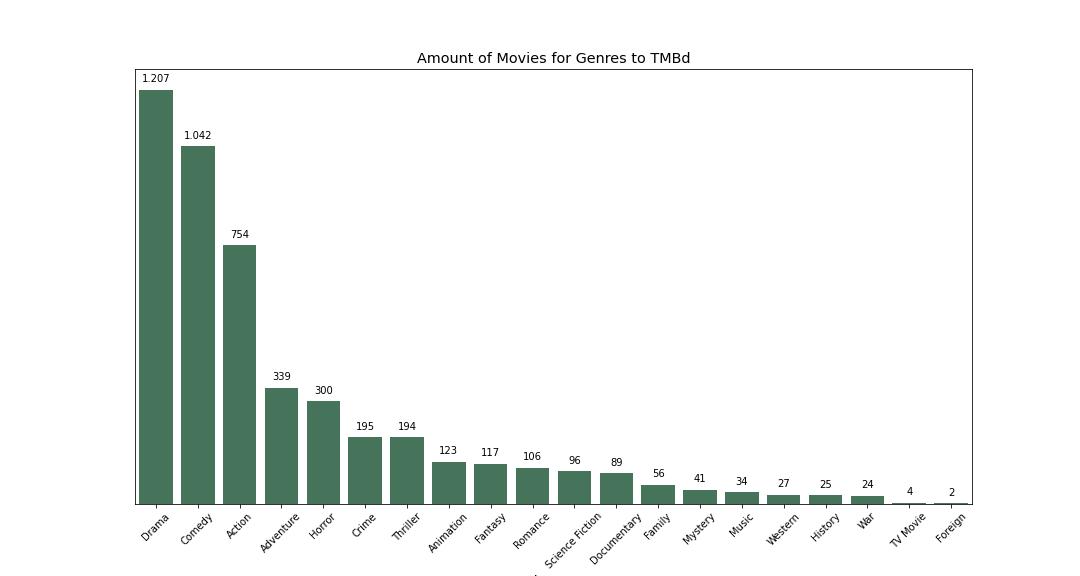 Amount of Movies for Genres to TMBd
1.207
1.042
754
339
300
195
194
123
117
106
96
89
56
41
34
27
25
24
4
2
Drama
Comedy
Action
Adventure
Horror
Crime
Thriller
Animation
Fantasy
Romance
Science Fiction
Documentary
Family
Mystery
Music
Western
History
War
TV Movie
Foreign